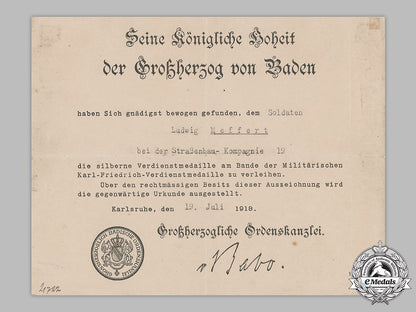 Seine Königliche Hoheit
der Großherzog von Baden
haben Sich gnädigst bewogen gefunden, dem Soldaten
Ludwig Meffert
bei der Straßenbau-Kompagnie 19
die silberne Verdienstmedaille am Bande der Militärischen
Karl-Friedrich-Verdienstmedaille zu verleihen.
Über den rechtmässigen Besitz dieser Auszeichnung wird
die gegenwärtige Urkunde ausgestellt.
Karlsruhe, den 19. Juli 1918.
Großherzogliche Ordenskanzlei.
v Babo.
eMedals